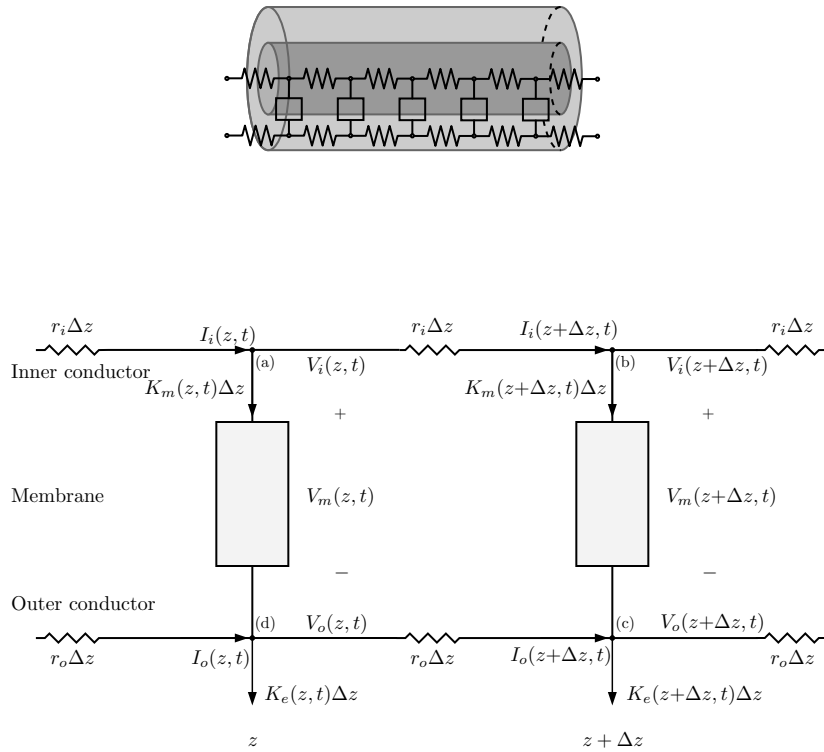 r_iΔz I_i(z, t) r_iΔz I_i(z+Δz, t) r_iΔz
(a) V_i(z, t) (b) V_i(z+Δz, t)
Inner conductor
K_m(z, t)Δz K_m(z+Δz, t)Δz
+ +
Membrane V_m(z, t) V_m(z+Δz, t)
− −
Outer conductor
(d) V_o(z, t) (c) V_o(z+Δz, t)
r_oΔz I_o(z, t) r_oΔz I_o(z+Δz, t) r_oΔz
K_e(z, t)Δz K_e(z+Δz, t)Δz
z z + Δz